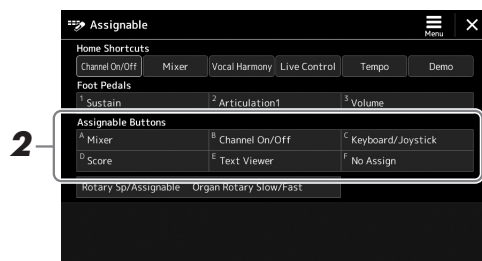 Assignable
Menu
Home Shortcuts
Channel On/Off Mixer Vocal Harmony Live Control Tempo Demo
Foot Pedals
1 Sustain 2 Articulation1 3 Volume
Assignable Buttons
2
A Mixer B Channel On/Off C Keyboard/Joystick
D Score E Text Viewer F No Assign
Rotary Sp/Assignable Organ Rotary Slow/Fast